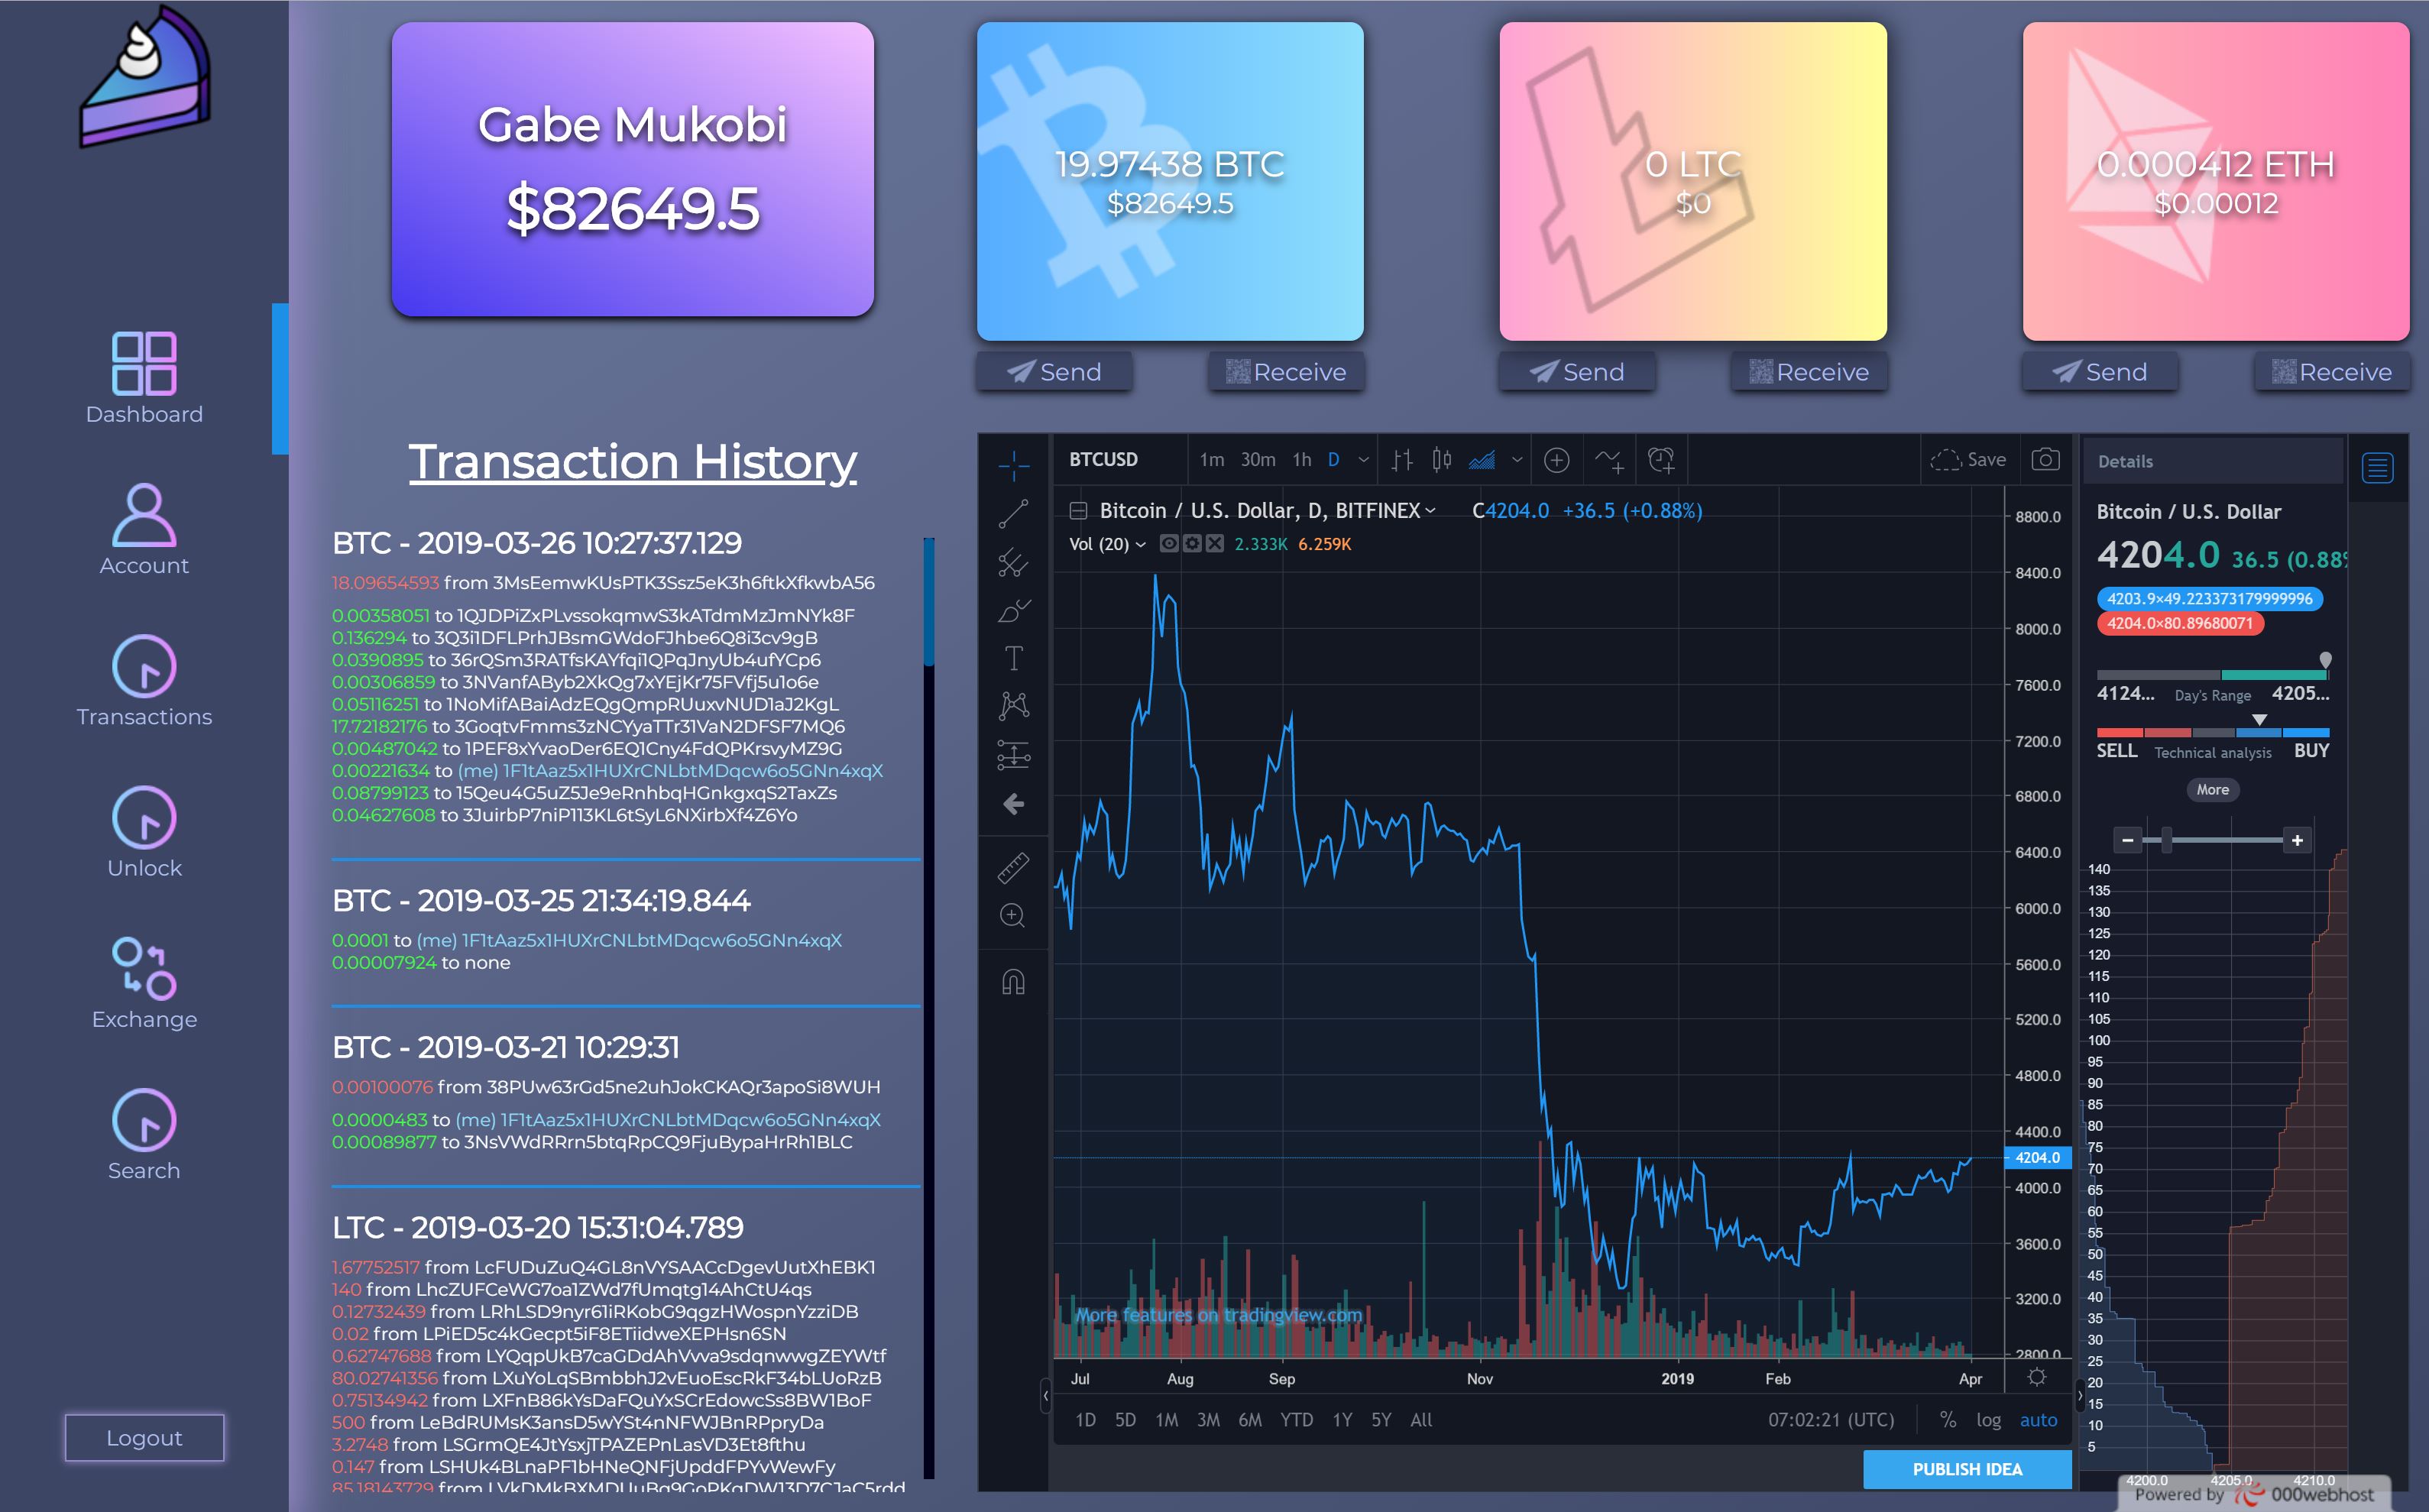 Gabe Mukobi
$82649.5
19.97438 BTC
$82649.5
0 LTC
$0
0.000412 ETH
$0.00012
Send
Receive
Send
Receive
Send
Receive
Dashboard
Account
Transactions
Unlock
Exchange
Search
Logout
Transaction History
BTC - 2019-03-26 10:27:37.129
18.09654593 from 3MsEemwKUsPTK3Ssz5eK3h6ftkXfkwbA56
0.00358051 to 1QJDPiZxPLvssokqmwS3kATdmMzJmNYk8F
0.136294 to 3Q3i1DFLPrhJBsmGWdoFJhbe6Q8i3cv9gB
0.0390895 to 36rQSm3RATfsKAYfqi1QPqJnyUb4ufYCp6
0.00306859 to 3NVanfAByb2XkQg7xYEjKr75FVfj5u1o6e
0.05116251 to 1NoMifABaiAdzEQgQmpRUuxvNUD1aJ2KgL
17.72182176 to 3GoqtvFmms3zNCYyaTTr31VaN2DFSF7MQ6
0.00487042 to 1PEF8xYvaoDer6EQ1Cny4FdQPKrsvyMZ9G
0.00221634 to (me) 1F1tAaz5x1HUXrCNLbtMDqcw6o5GNn4xqX
0.08799123 to 15Qeu4G5uZ5Je9eRnhbqHGnkgxqS2TaxZs
0.04627608 to 3JuirbP7niP113KL6tSyL6NXirbXf4Z6Yo
BTC - 2019-03-25 21:34:19.844
0.0001 to (me) 1F1tAaz5x1HUXrCNLbtMDqcw6o5GNn4xqX
0.00007924 to none
BTC - 2019-03-21 10:29:31
0.00100076 from 38PUw63rGd5ne2uhJokCKAQr3apoSi8WUH
0.0000483 to (me) 1F1tAaz5x1HUXrCNLbtMDqcw6o5GNn4xqX
0.00089877 to 3NsVWdRRrn5btqRpCQ9FjuBypaHrRh1BLC
LTC - 2019-03-20 15:31:04.789
1.67752517 from LcFUDuZuQ4GL8nVYSAACcDgevUutXhEBK1
140 from LhcZUFCeWG7oa1ZWd7fUmqtg14AhCtU4qs
0.12732439 from LRhLSD9nyr61iRKobG9qgzHWospnYzziDB
0.02 from LPiED5c4kGecpt5iF8ETiidweXEPHsn6SN
0.62747688 from LYQqpUkB7caGDdAhVvva9sdqnwwgZEYWtf
80.02741356 from LXuYoLqSBmbbhJ2vEuoEscRkF34bLUoRzB
0.75134942 from LXFnB86kYsDaFQuYxSCrEdowcSs8BW1BoF
500 from LeBdRUMsK3ansD5wYSt4nNFWJBnRPpryDa
3.2748 from LSGrmQE4JtYsxjTPAZEPnLasVD3Et8fthu
0.147 from LSHUk4BLnaPF1bHNeQNFjUpddFPYvWewFy
85.18143729 from
BTCUSD
1m 30m 1h D
Save
Bitcoin / U.S. Dollar, D, BITFINEX
C4204.0 +36.5 (+0.88%)
Vol (20)
2.333K 6.259K
8800.0
8400.0
8000.0
7600.0
7200.0
6800.0
6400.0
6000.0
5600.0
5200.0
4800.0
4400.0
4204.0
4000.0
3600.0
3200.0
2800.0
More features on tradingview.com
Jul Aug Sep Nov 2019 Feb Apr
1D 5D 1M 3M 6M YTD 1Y 5Y All
07:02:21 (UTC)
% log auto
PUBLISH IDEA
Details
Bitcoin / U.S. Dollar
4204.0 36.5 (0.88%
4203.9×49.223373179999996
4204.0×80.89680071
4124... Day's Range 4205...
SELL Technical analysis BUY
More
140
135
130
125
120
115
110
105
100
95
90
85
80
75
70
65
60
55
50
45
40
35
30
25
20
15
10
5
4200.0 4205.0 4210.0
Powered by 000webhost